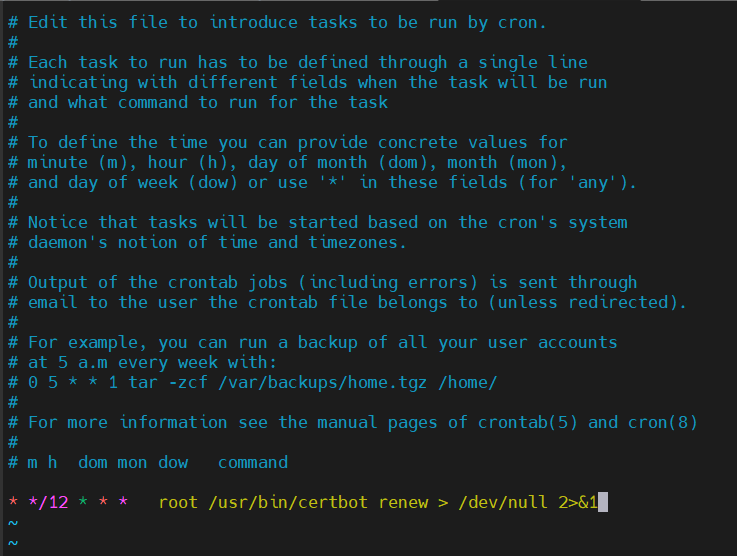 # Edit this file to introduce tasks to be run by cron.
#
# Each task to run has to be defined through a single line
# indicating with different fields when the task will be run
# and what command to run for the task
#
# To define the time you can provide concrete values for
# minute (m), hour (h), day of month (dom), month (mon),
# and day of week (dow) or use '*' in these fields (for 'any').
#
# Notice that tasks will be started based on the cron's system
# daemon's notion of time and timezones.
#
# Output of the crontab jobs (including errors) is sent through
# email to the user the crontab file belongs to (unless redirected).
#
# For example, you can run a backup of all your user accounts
# at 5 a.m every week with:
# 0 5 * * 1 tar -zcf /var/backups/home.tgz /home/
#
# For more information see the manual pages of crontab(5) and cron(8)
#
# m h  dom mon dow   command

* */12 * * *   root /usr/bin/certbot renew > /dev/null 2>&1
~
~